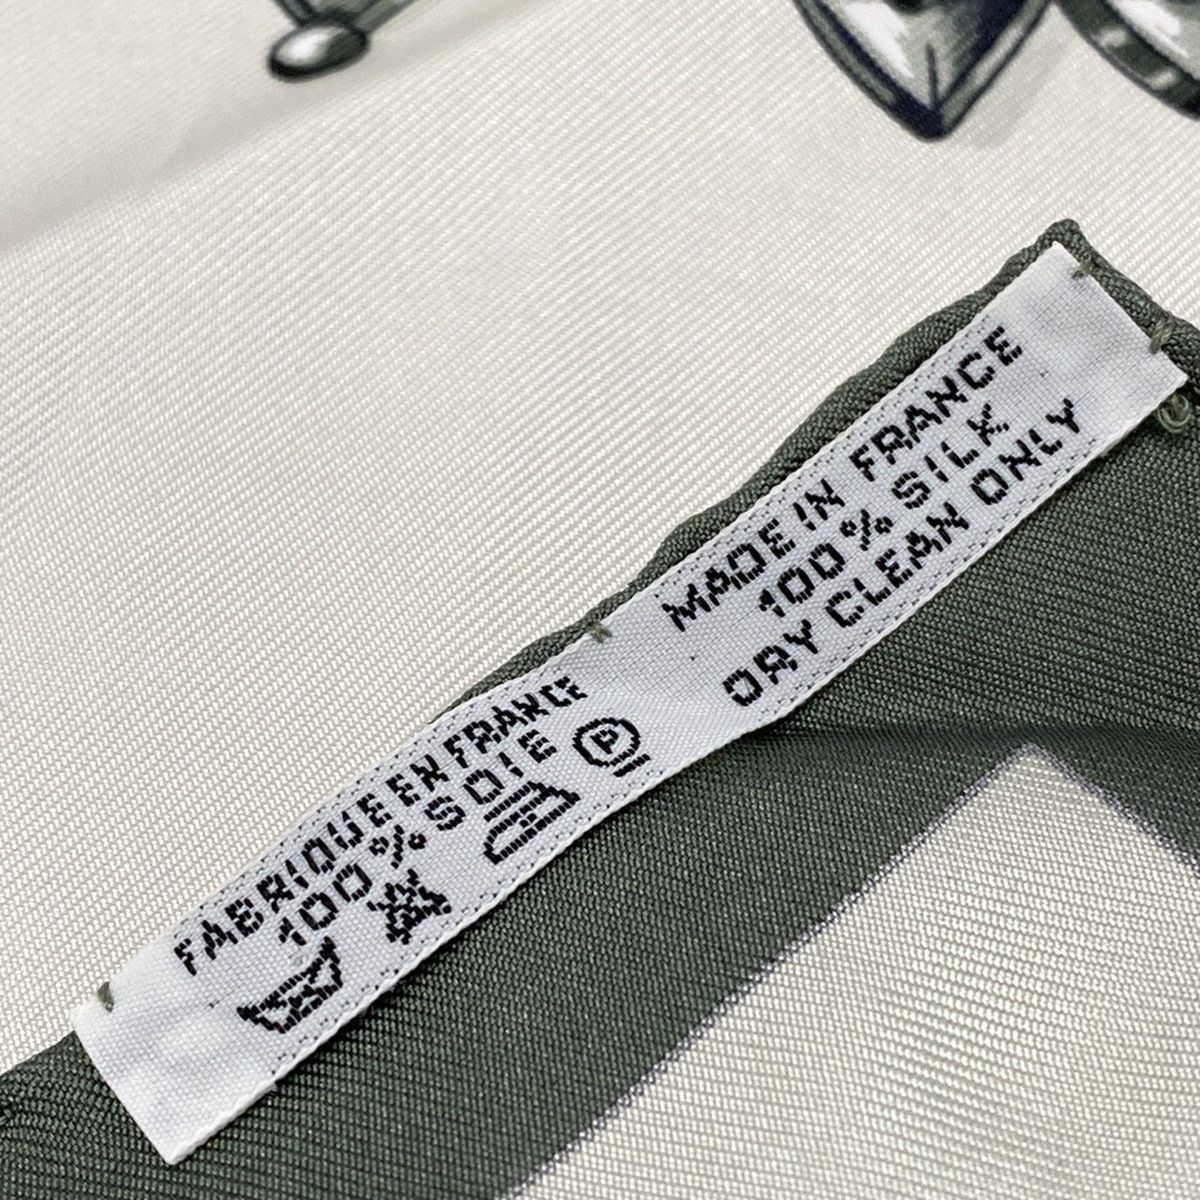 FABRIQUE EN FRANCE
100% SOIE
P
MADE IN FRANCE
100% SILK
DRY CLEAN ONLY